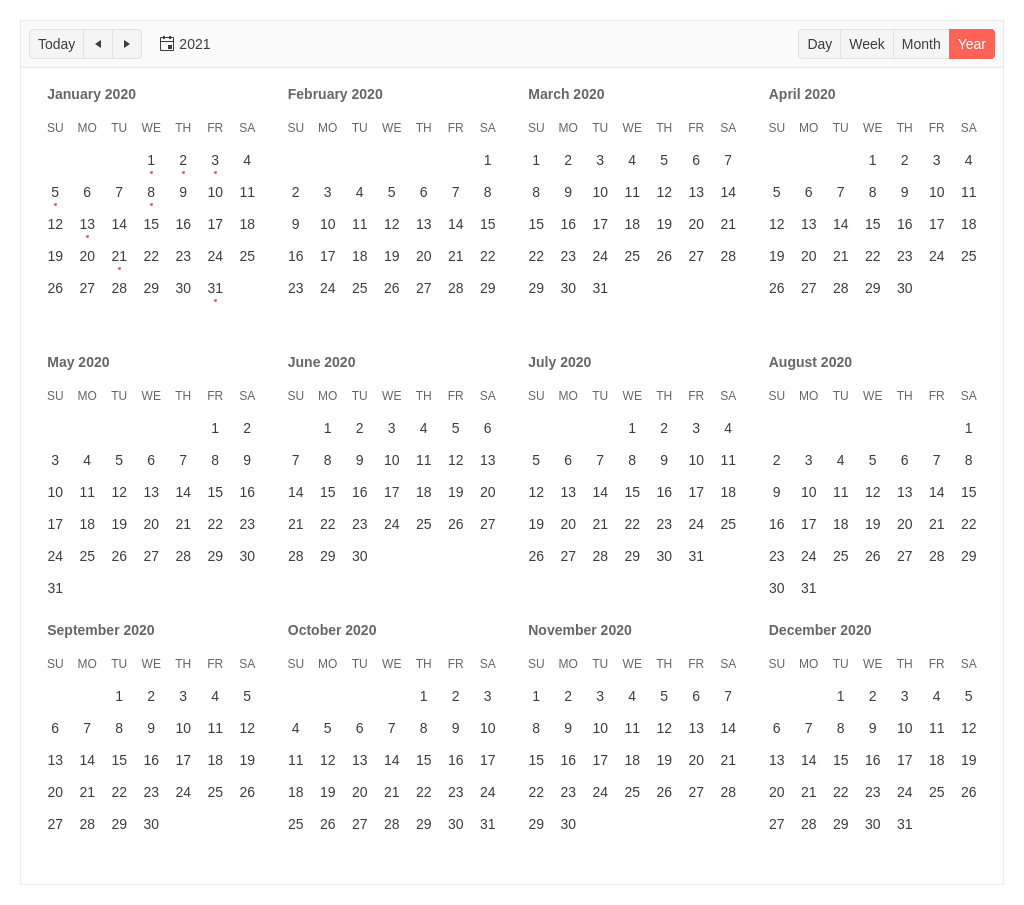 Today 2021 Day Week Month Year
January 2020 February 2020 March 2020 April 2020
SU MO TU WE TH FR SA SU MO TU WE TH FR SA SU MO TU WE TH FR SA SU MO TU WE TH FR SA
1 2 3 4 1 1 2 3 4 5 6 7 1 2 3 4
5 6 7 8 9 10 11 2 3 4 5 6 7 8 8 9 10 11 12 13 14 5 6 7 8 9 10 11
12 13 14 15 16 17 18 9 10 11 12 13 14 15 15 16 17 18 19 20 21 12 13 14 15 16 17 18
19 20 21 22 23 24 25 16 17 18 19 20 21 22 22 23 24 25 26 27 28 19 20 21 22 23 24 25
26 27 28 29 30 31 23 24 25 26 27 28 29 29 30 31 26 27 28 29 30
May 2020 June 2020 July 2020 August 2020
SU MO TU WE TH FR SA SU MO TU WE TH FR SA SU MO TU WE TH FR SA SU MO TU WE TH FR SA
1 2 1 2 3 4 5 6 1 2 3 4 1
3 4 5 6 7 8 9 7 8 9 10 11 12 13 5 6 7 8 9 10 11 2 3 4 5 6 7 8
10 11 12 13 14 15 16 14 15 16 17 18 19 20 12 13 14 15 16 17 18 9 10 11 12 13 14 15
17 18 19 20 21 22 23 21 22 23 24 25 26 27 19 20 21 22 23 24 25 16 17 18 19 20 21 22
24 25 26 27 28 29 30 28 29 30 26 27 28 29 30 31 23 24 25 26 27 28 29
31 30 31
September 2020 October 2020 November 2020 December 2020
SU MO TU WE TH FR SA SU MO TU WE TH FR SA SU MO TU WE TH FR SA SU MO TU WE TH FR SA
1 2 3 4 5 1 2 3 1 2 3 4 5 6 7 1 2 3 4 5
6 7 8 9 10 11 12 4 5 6 7 8 9 10 8 9 10 11 12 13 14 6 7 8 9 10 11 12
13 14 15 16 17 18 19 11 12 13 14 15 16 17 15 16 17 18 19 20 21 13 14 15 16 17 18 19
20 21 22 23 24 25 26 18 19 20 21 22 23 24 22 23 24 25 26 27 28 20 21 22 23 24 25 26
27 28 29 30 25 26 27 28 29 30 31 29 30 27 28 29 30 31